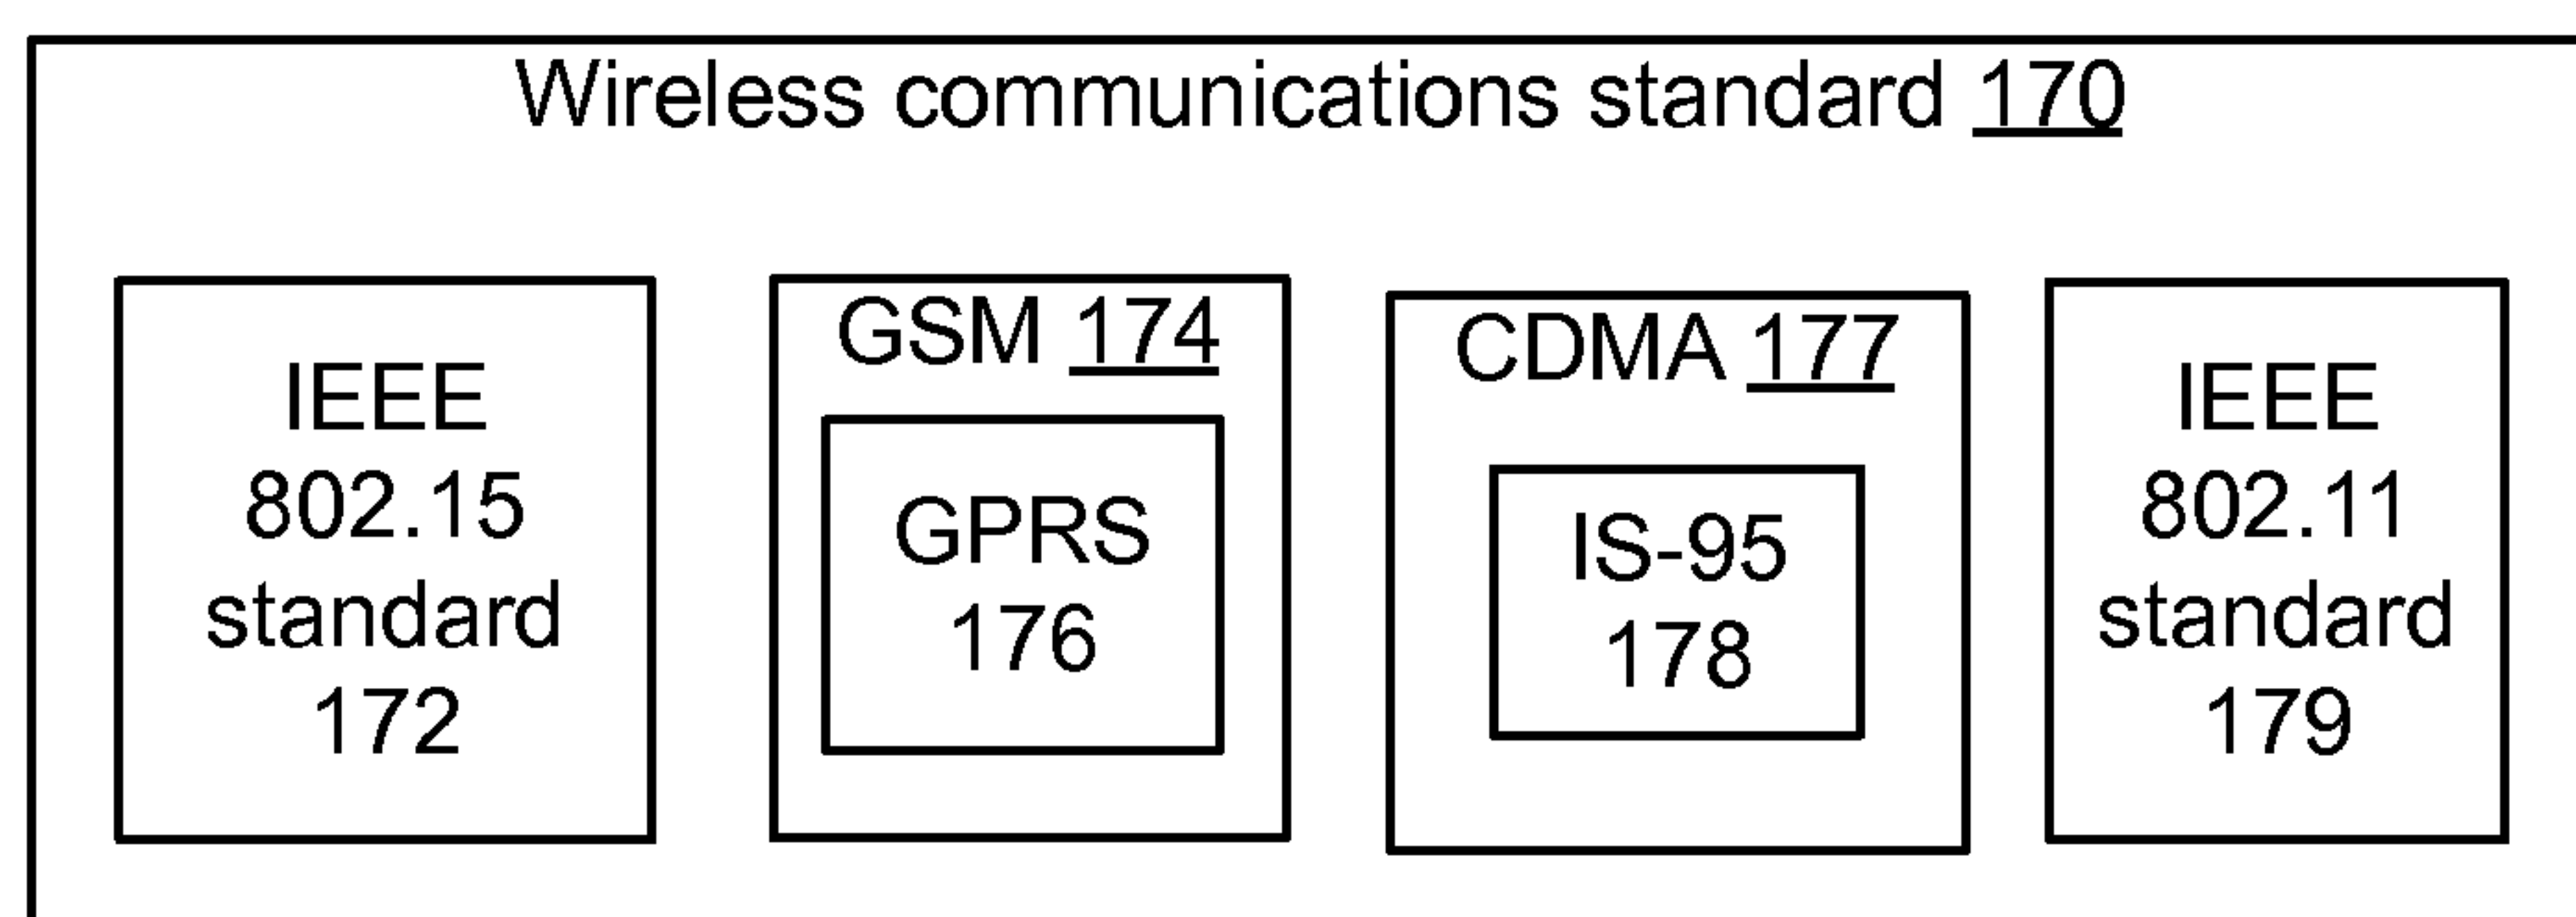 Wireless communications standard 170
IEEE
802.15
standard
172
GSM 174
GPRS
176
CDMA 177
IS-95
178
IEEE
802.11
standard
179